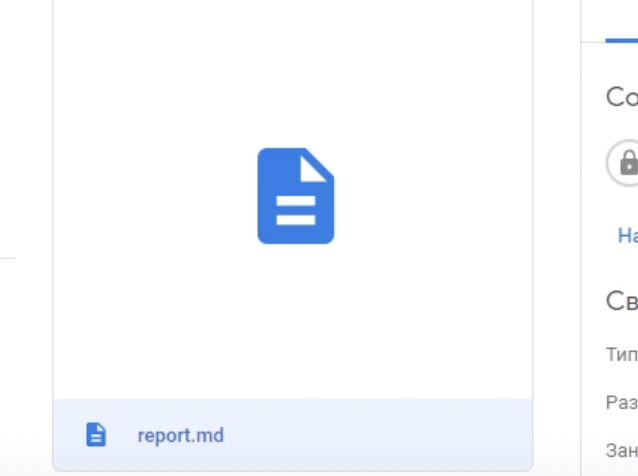 report.md
Со
На
Св
Тип
Раз
Зан